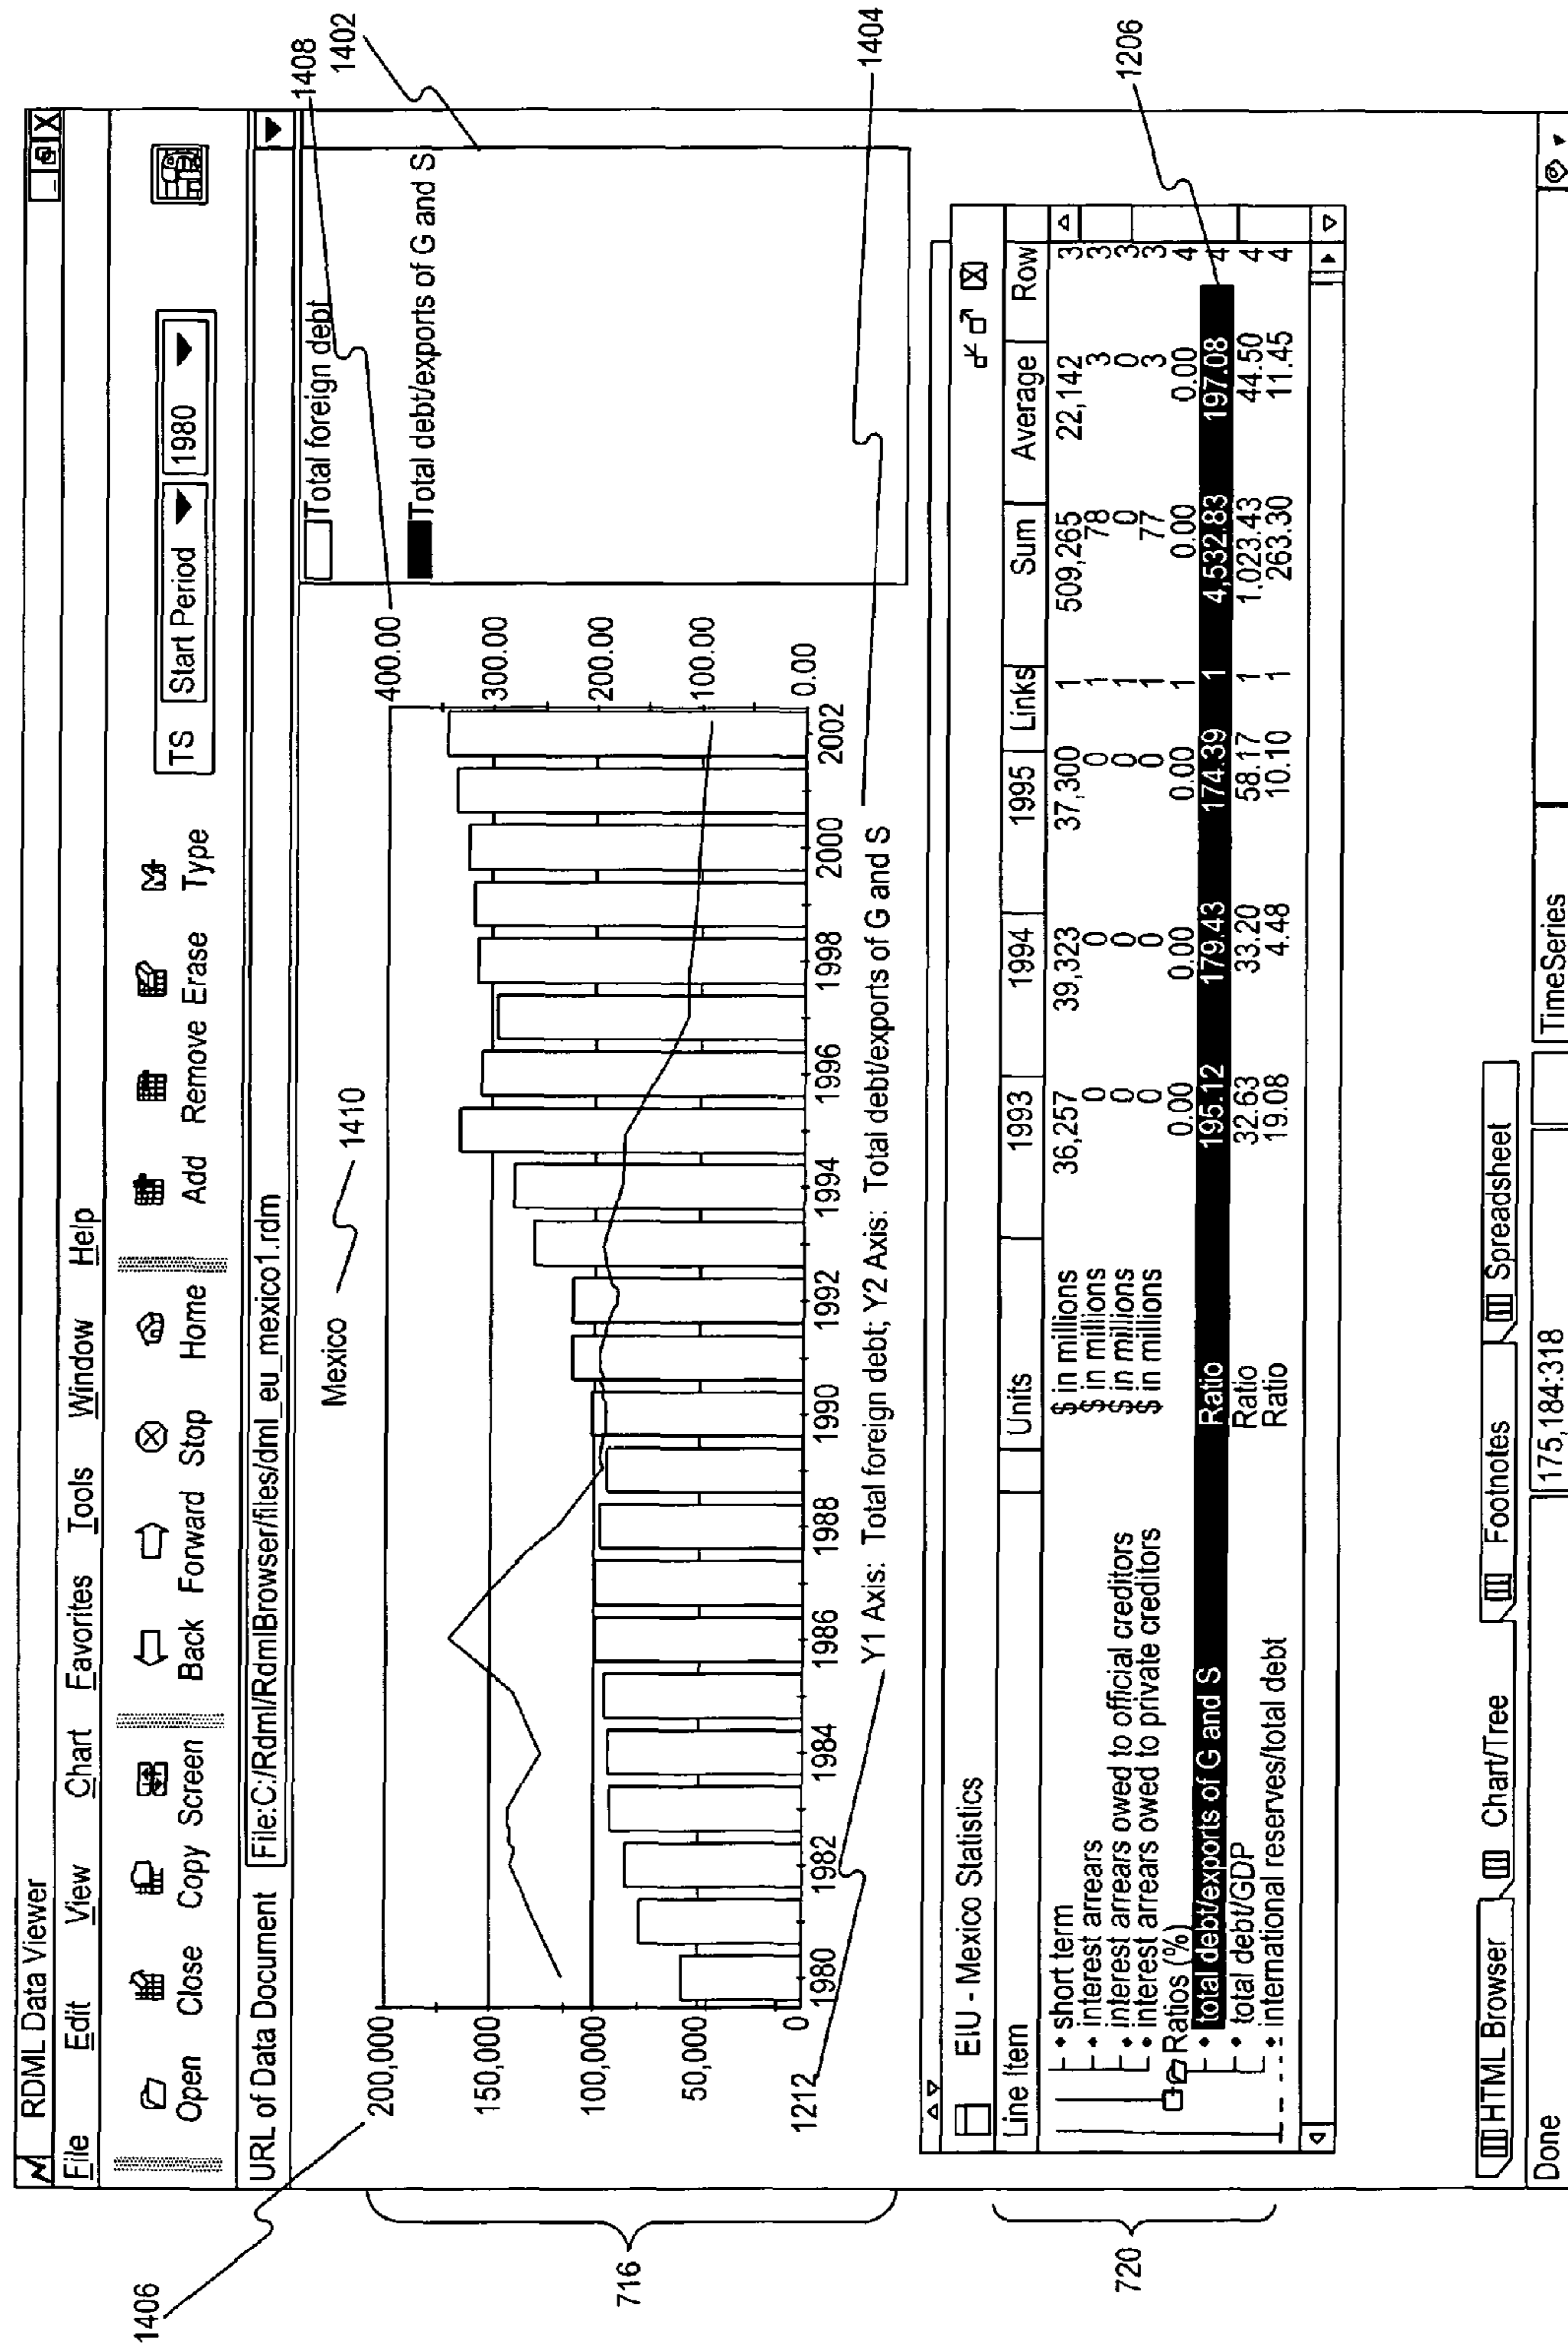 RDML Data Viewer
File Edit View Chart Favorites Tools Window Help
Open Close Copy Screen Back Forward Stop Home Add Remove Erase Type TS Start Period 1980
URL of Data Document File:C:/Rdml/RdmlBrowser/files/dml_eu_mexico1.rdm
1406
1408
1402
Mexico 1410
Total foreign debt
Total debt/exports of G and S
200,000
150,000
100,000
50,000
0
400.00
300.00
200.00
100.00
0.00
1980 1982 1984 1986 1988 1990 1992 1994 1996 1998 2000 2002
716
1212
Y1 Axis: Total foreign debt; Y2 Axis: Total debt/exports of G and S
1404
EIU - Mexico Statistics
Line Item Units 1993 1994 1995 Links Sum Average Row
short term $ in millions 36,257 39,323 37,300 1 509,265 22,142 3
interest arrears $ in millions 0 0 0 1 78 3 3
interest arrears owed to official creditors $ in millions 0 0 0 1 0 0 3
interest arrears owed to private creditors $ in millions 0 0 0 1 77 3 3
Ratios (%) 0.00 0.00 0.00 1 0.00 0.00 4
total debt/exports of G and S Ratio 195.12 179.43 174.39 1 4,532.83 197.08 4
total debt/GDP Ratio 32.63 33.20 58.17 1 1,023.43 44.50 4
international reserves/total debt Ratio 19.08 4.48 10.10 1 263.30 11.45 4
720
1206
HTML Browser Chart/Tree Footnotes Spreadsheet
Done 175,184:318 TimeSeries